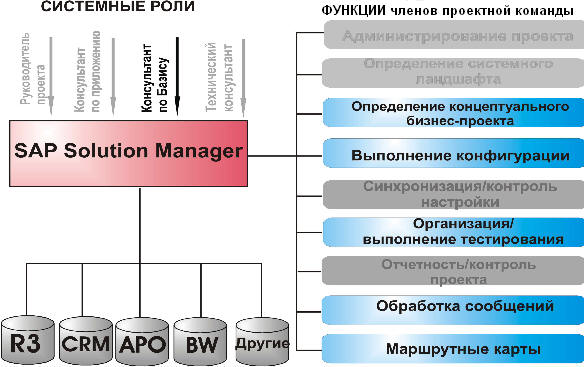 СИСТЕМНЫЕ РОЛИ
Руководитель
проекта
Консультант
по приложению
Консультант
по Базису
Технический
консультант
SAP Solution Manager
R3
CRM
APO
BW
Другие
ФУНКЦИИ членов проектной команды
Администрирование проекта
Определение системного
ландшафта
Определение концептуального
бизнес-проекта
Выполнение конфигурации
Синхронизация/контроль
настройки
Организация/
выполнение тестирования
Отчетность/контроль
проекта
Обработка сообщений
Маршрутные карты